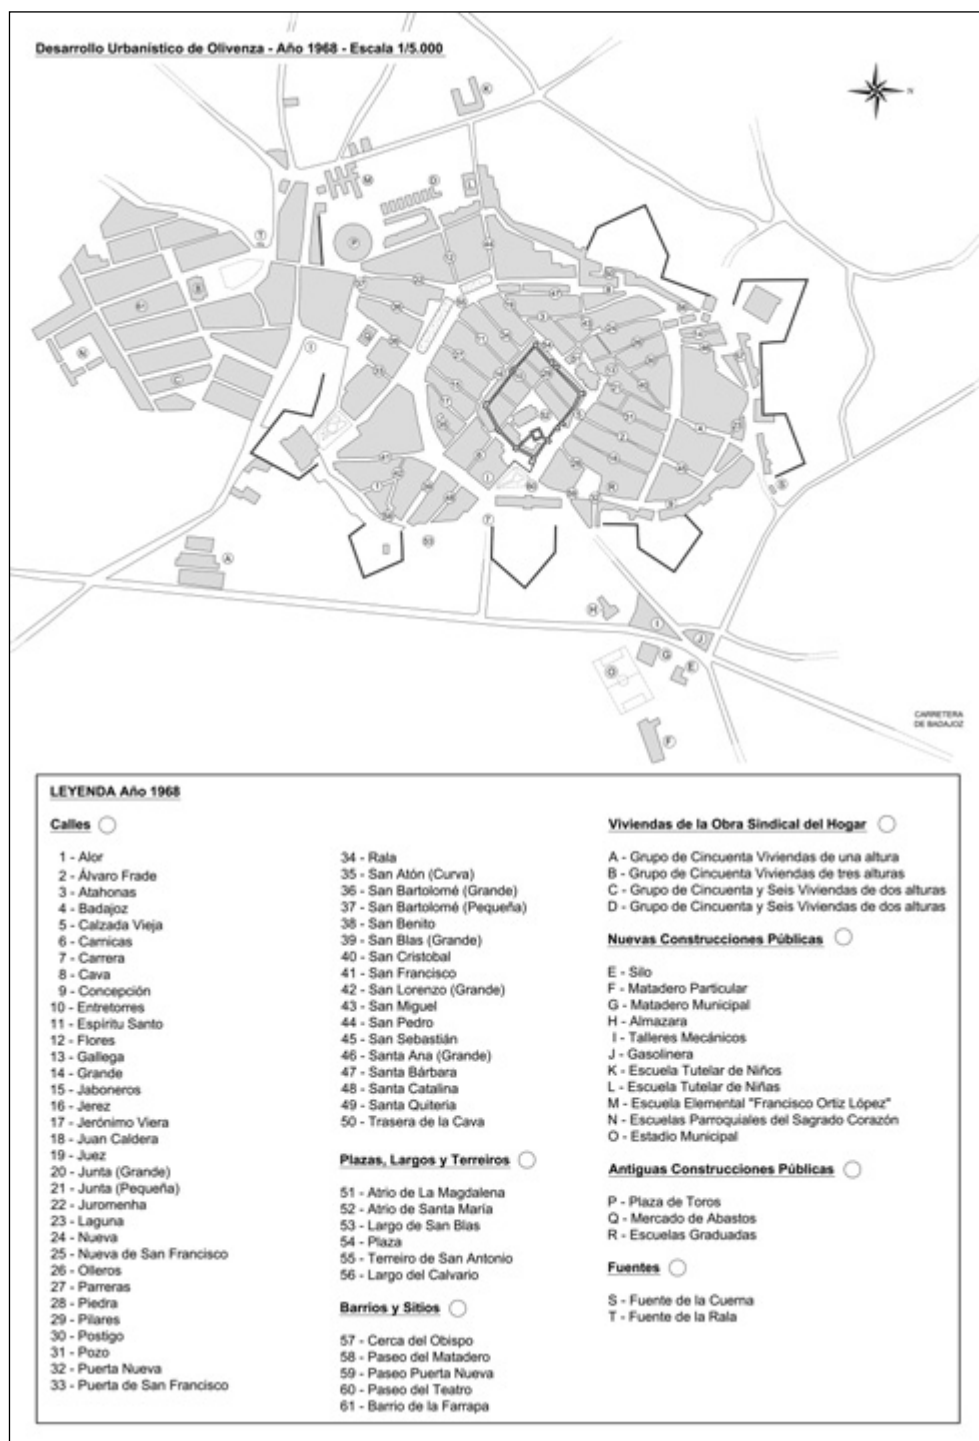 Desarrollo Urbanístico de Olivenza - Año 1968 - Escala 1/5.000
N
CARRETERA
DE BADAJOZ
LEYENDA Año 1968
Calles
1 - Alor
2 - Álvaro Frade
3 - Atahonas
4 - Badajoz
5 - Calzada Vieja
6 - Carnicas
7 - Carrera
8 - Cava
9 - Concepción
10 - Entretorres
11 - Espíritu Santo
12 - Flores
13 - Gallega
14 - Grande
15 - Jaboneros
16 - Jerez
17 - Jerónimo Viera
18 - Juan Caldera
19 - Juez
20 - Junta (Grande)
21 - Junta (Pequeña)
22 - Juromenha
23 - Laguna
24 - Nueva
25 - Nueva de San Francisco
26 - Olleros
27 - Parreras
28 - Piedra
29 - Pilares
30 - Postigo
31 - Pozo
32 - Puerta Nueva
33 - Puerta de San Francisco
34 - Rala
35 - San Atón (Curva)
36 - San Bartolomé (Grande)
37 - San Bartolomé (Pequeña)
38 - San Benito
39 - San Blas (Grande)
40 - San Cristobal
41 - San Francisco
42 - San Lorenzo (Grande)
43 - San Miguel
44 - San Pedro
45 - San Sebastián
46 - Santa Ana (Grande)
47 - Santa Bárbara
48 - Santa Catalina
49 - Santa Quiteria
50 - Trasera de la Cava
Plazas, Largos y Terreiros
51 - Atrio de La Magdalena
52 - Atrio de Santa María
53 - Largo de San Blas
54 - Plaza
55 - Terreiro de San Antonio
56 - Largo del Calvario
Barrios y Sitios
57 - Cerca del Obispo
58 - Paseo del Matadero
59 - Paseo Puerta Nueva
60 - Paseo del Teatro
61 - Barrio de la Farrapa
Viviendas de la Obra Sindical del Hogar
A - Grupo de Cincuenta Viviendas de una altura
B - Grupo de Cincuenta Viviendas de tres alturas
C - Grupo de Cincuenta y Seis Viviendas de dos alturas
D - Grupo de Cincuenta y Seis Viviendas de dos alturas
Nuevas Construcciones Públicas
E - Silo
F - Matadero Particular
G - Matadero Municipal
H - Almazara
I - Talleres Mecánicos
J - Gasolinera
K - Escuela Tutelar de Niños
L - Escuela Tutelar de Niñas
M - Escuela Elemental "Francisco Ortiz López"
N - Escuelas Parroquiales del Sagrado Corazón
O - Estadio Municipal
Antiguas Construcciones Públicas
P - Plaza de Toros
Q - Mercado de Abastos
R - Escuelas Graduadas
Fuentes
S - Fuente de la Cuerna
T - Fuente de la Rala